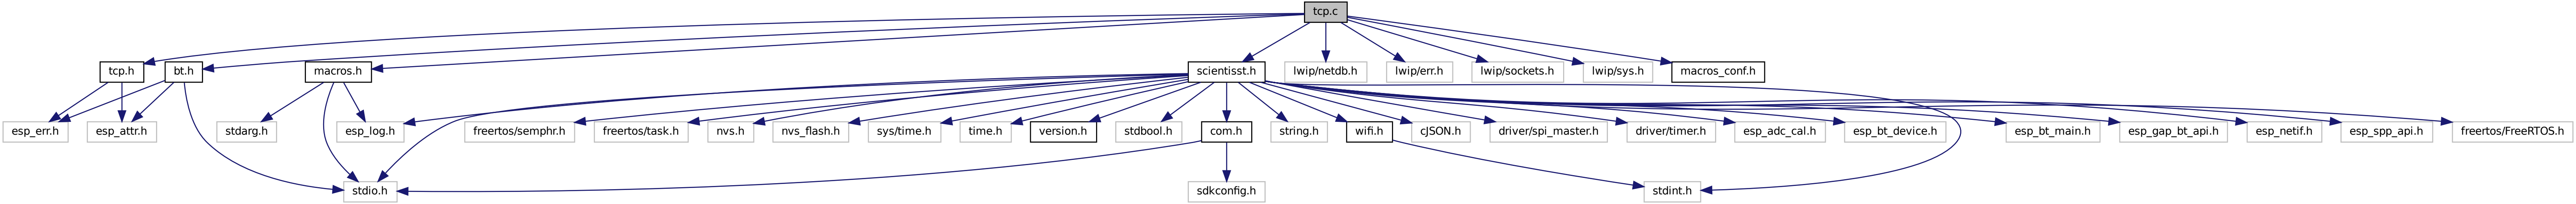 tcp.c
tcp.h
bt.h
macros.h
scientisst.h
lwip/netdb.h
lwip/err.h
lwip/sockets.h
lwip/sys.h
macros_conf.h
esp_err.h
esp_attr.h
stdarg.h
esp_log.h
freertos/semphr.h
freertos/task.h
nvs.h
nvs_flash.h
sys/time.h
time.h
version.h
stdbool.h
com.h
string.h
wifi.h
cJSON.h
driver/spi_master.h
driver/timer.h
esp_adc_cal.h
esp_bt_device.h
esp_bt_main.h
esp_gap_bt_api.h
esp_netif.h
esp_spp_api.h
freertos/FreeRTOS.h
stdio.h
sdkconfig.h
stdint.h